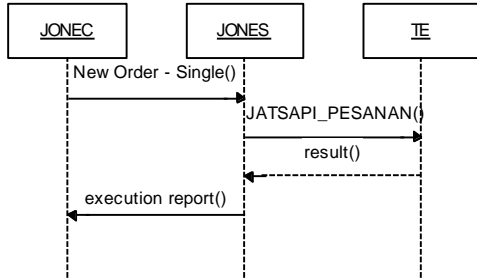 JONEC
JONES
TE
New Order - Single()
JATSAPI_PESANAN()
result()
execution report()